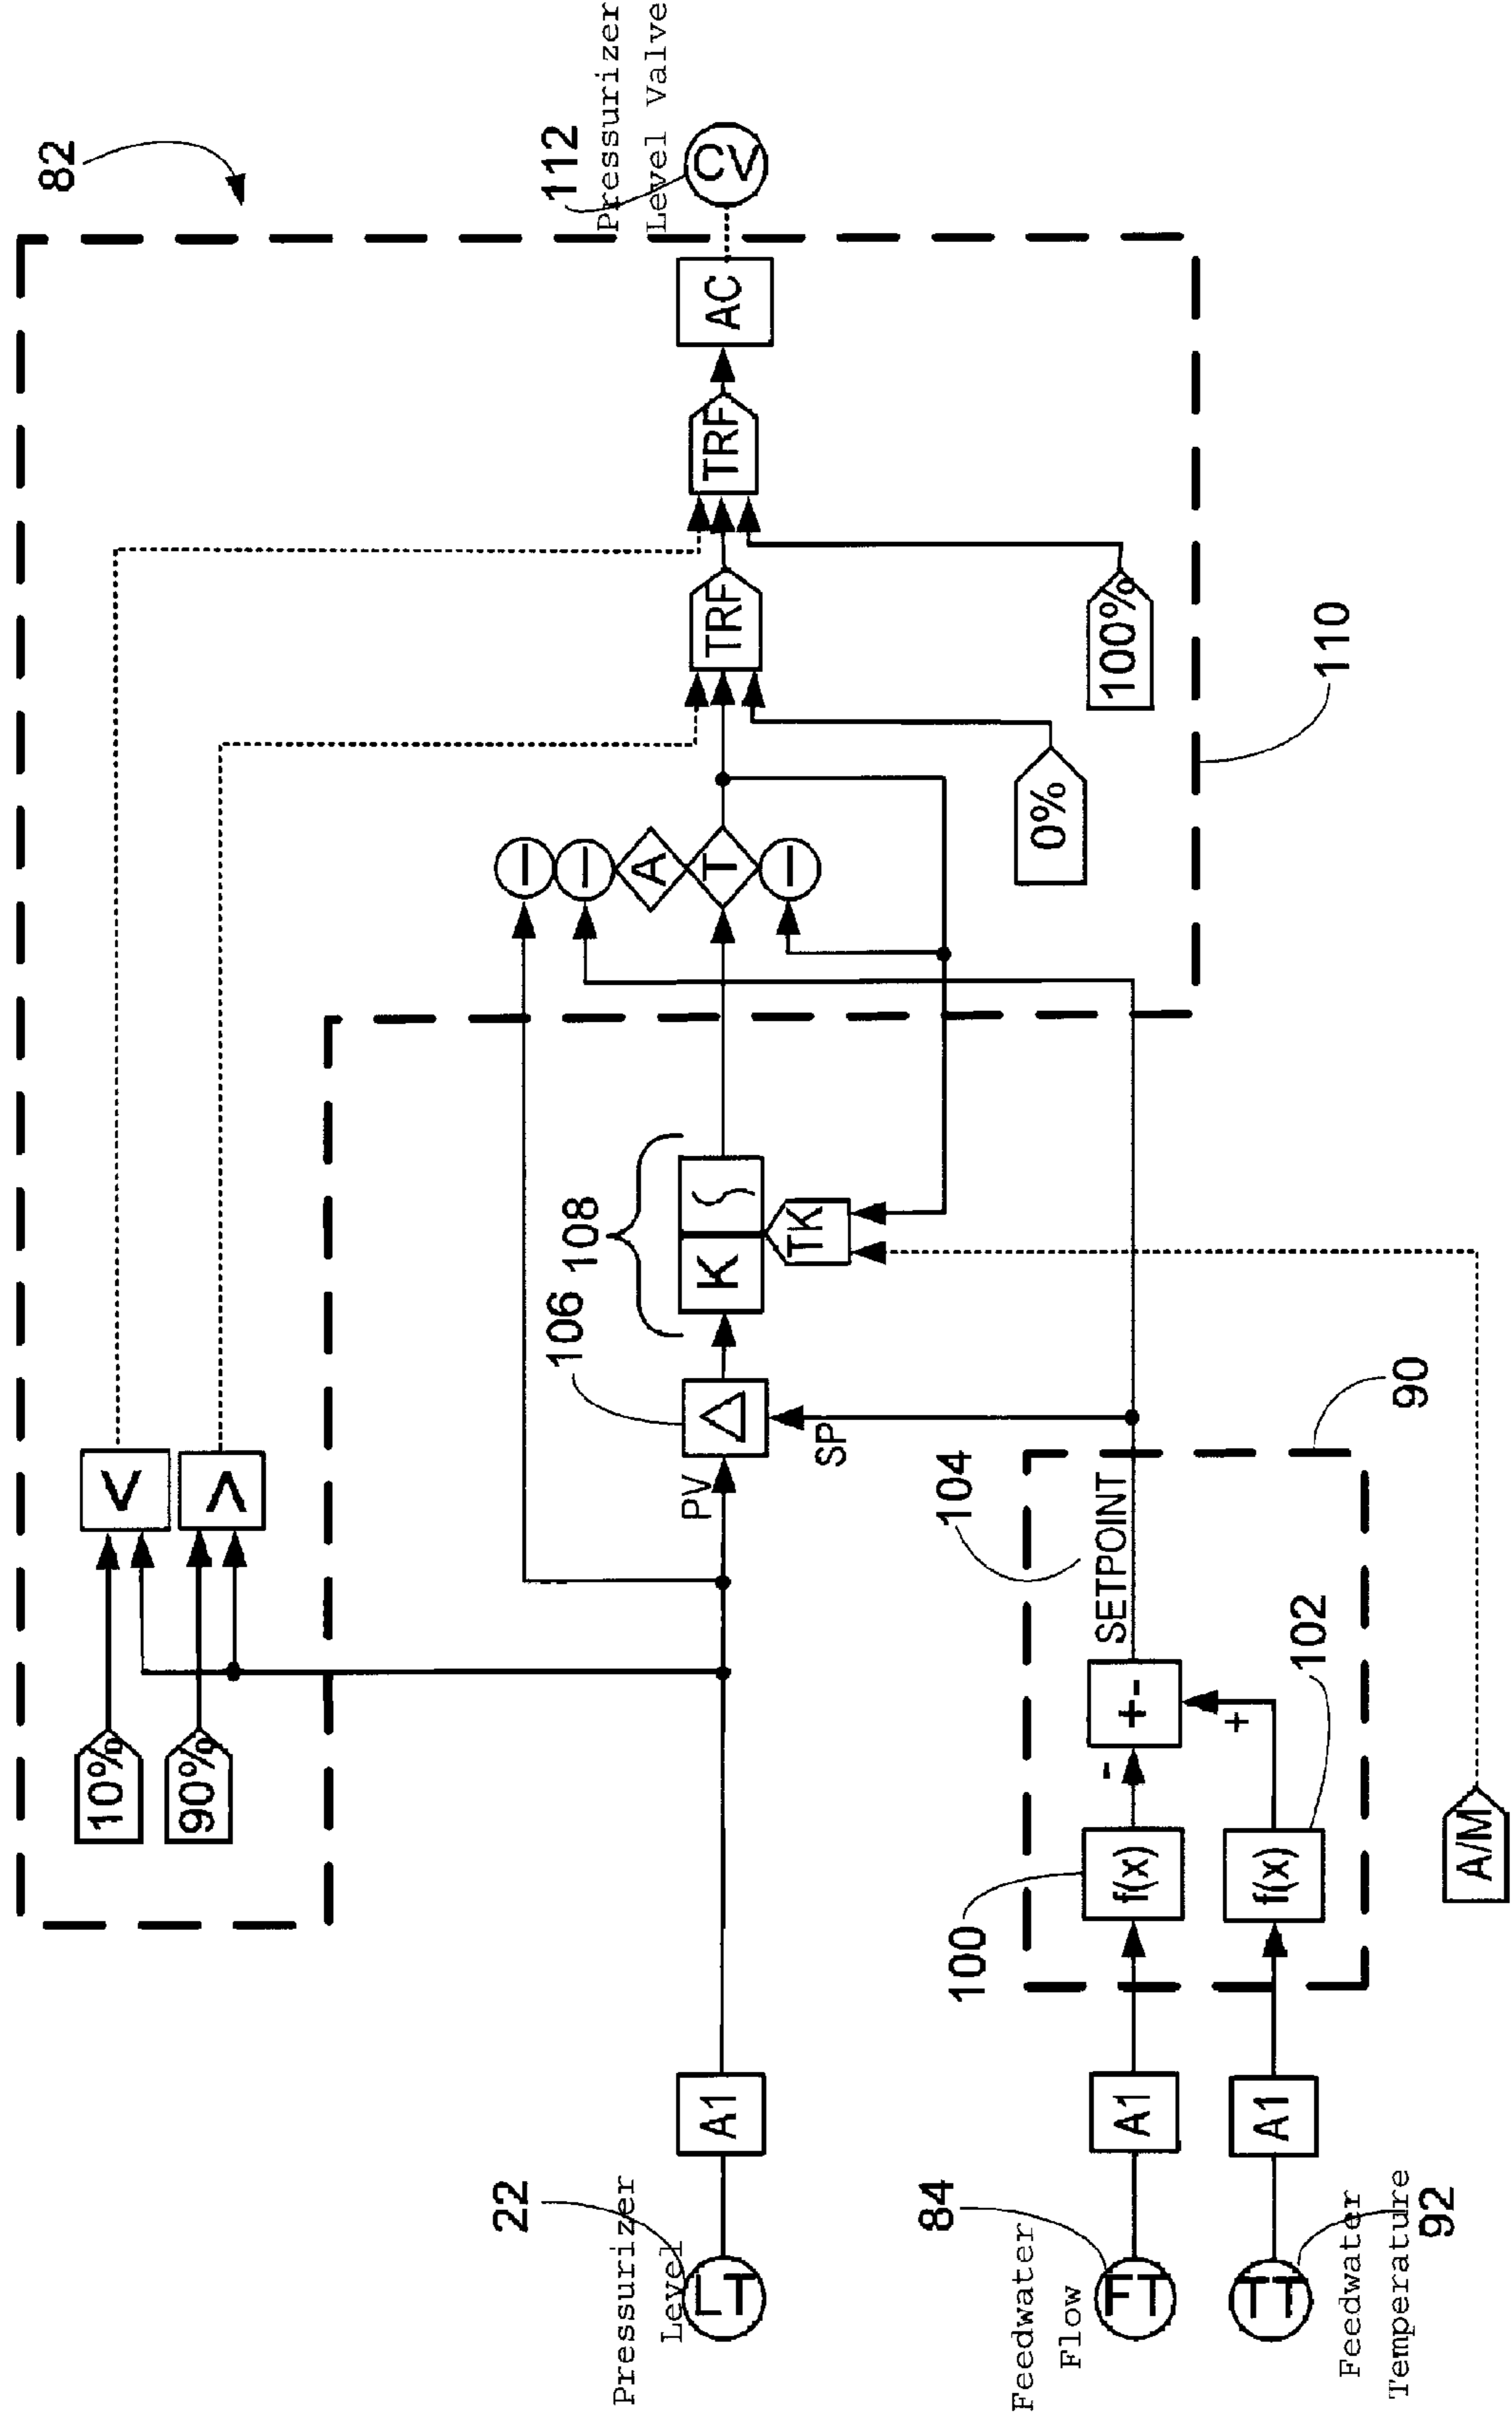 82
10%
<
90%
>
112
Pressurizer
Level Valve
22
Pressurizer
Level
LT
A1
PV
106
Δ
SP
108
K
∫
TK
I
I
A
T
I
TRF
TRF
AC
CV
0%
100%
110
84
Feedwater
Flow
FT
A1
100
f(x)
-
+-
+
104
SETPOINT
TT
A1
f(x)
102
90
Feedwater
Temperature
92
A/M